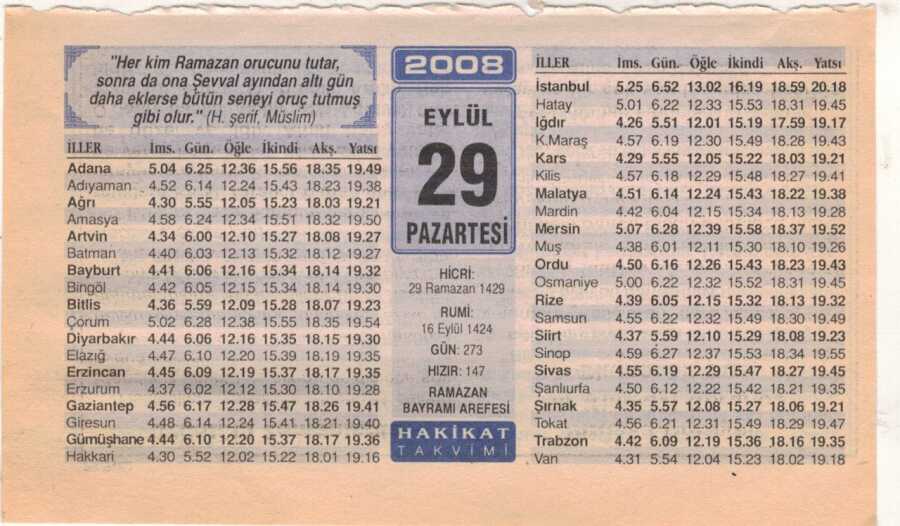 "Her kim Ramazan orucunu tutar,
sonra da ona Şevval ayından altı gün
daha eklerse bütün seneyi oruç tutmuş
gibi olur." (H. şerif, Müslim)
İLLER İms. Gün. Öğle İkindi Akş. Yatsı
Adana 5.04 6.25 12.36 15.56 18.35 19.49
Adıyaman 4.52 6.14 12.24 15.43 18.23 19.38
Ağrı 4.30 5.55 12.05 15.23 18.03 19.21
Amasya 4.58 6.24 12.34 15.51 18.32 19.50
Artvin 4.34 6.00 12.10 15.27 18.08 19.27
Batman 4.40 6.03 12.13 15.32 18.12 19.27
Bayburt 4.41 6.06 12.16 15.34 18.14 19.32
Bingöl 4.42 6.05 12.15 15.34 18.14 19.30
Bitlis 4.36 5.59 12.09 15.28 18.07 19.23
Çorum 5.02 6.28 12.38 15.55 18.35 19.54
Diyarbakır 4.44 6.06 12.16 15.35 18.15 19.30
Elazığ 4.47 6.10 12.20 15.39 18.19 19.35
Erzincan 4.45 6.09 12.19 15.37 18.17 19.35
Erzurum 4.37 6.02 12.12 15.30 18.10 19.28
Gaziantep 4.56 6.17 12.28 15.47 18.26 19.41
Giresun 4.48 6.14 12.24 15.41 18.21 19.40
Gümüşhane 4.44 6.10 12.20 15.37 18.17 19.36
Hakkari 4.30 5.52 12.02 15.22 18.01 19.16
2008
EYLÜL
29
PAZARTESİ
HİCRİ:
29 Ramazan 1429
RUMİ:
16 Eylül 1424
GÜN: 273
HIZIR: 147
RAMAZAN
BAYRAMI AREFESİ
HAKİKAT
TAKVİMİ
İLLER İms. Gün. Öğle İkindi Akş. Yatsı
İstanbul 5.25 6.52 13.02 16.19 18.59 20.18
Hatay 5.01 6.22 12.33 15.53 18.31 19.45
Iğdır 4.26 5.51 12.01 15.19 17.59 19.17
K.Maraş 4.57 6.19 12.30 15.49 18.28 19.43
Kars 4.29 5.55 12.05 15.22 18.03 19.21
Kilis 4.57 6.18 12.29 15.48 18.27 19.41
Malatya 4.51 6.14 12.24 15.43 18.22 19.38
Mardin 4.42 6.04 12.15 15.34 18.13 19.28
Mersin 5.07 6.28 12.39 15.58 18.37 19.52
Muş 4.38 6.01 12.11 15.30 18.10 19.26
Ordu 4.50 6.16 12.26 15.43 18.23 19.43
Osmaniye 5.00 6.22 12.32 15.52 18.31 19.45
Rize 4.39 6.05 12.15 15.32 18.13 19.32
Samsun 4.55 6.22 12.32 15.49 18.30 19.49
Siirt 4.37 5.59 12.10 15.29 18.08 19.23
Sinop 4.59 6.27 12.37 15.53 18.34 19.55
Sivas 4.55 6.19 12.29 15.47 18.27 19.45
Şanlıurfa 4.50 6.12 12.22 15.42 18.21 19.35
Şırnak 4.35 5.57 12.08 15.27 18.06 19.21
Tokat 4.56 6.21 12.31 15.49 18.29 19.47
Trabzon 4.42 6.09 12.19 15.36 18.16 19.35
Van 4.31 5.54 12.04 15.23 18.02 19.18